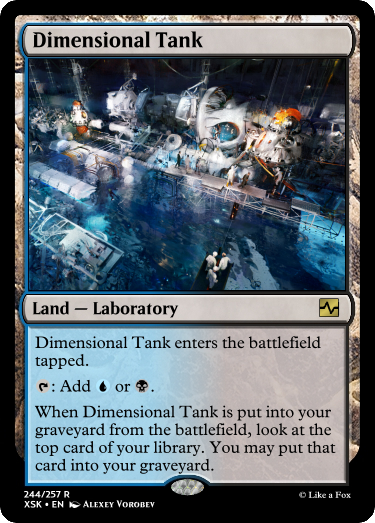 Dimensional Tank
Land — Laboratory
Dimensional Tank enters the battlefield
tapped.
: Add or .
When Dimensional Tank is put into your
graveyard from the battlefield, look at the
top card of your library. You may put that
card into your graveyard.
244/257 R
XSK • EN Alexey Vorobev
© Like a Fox